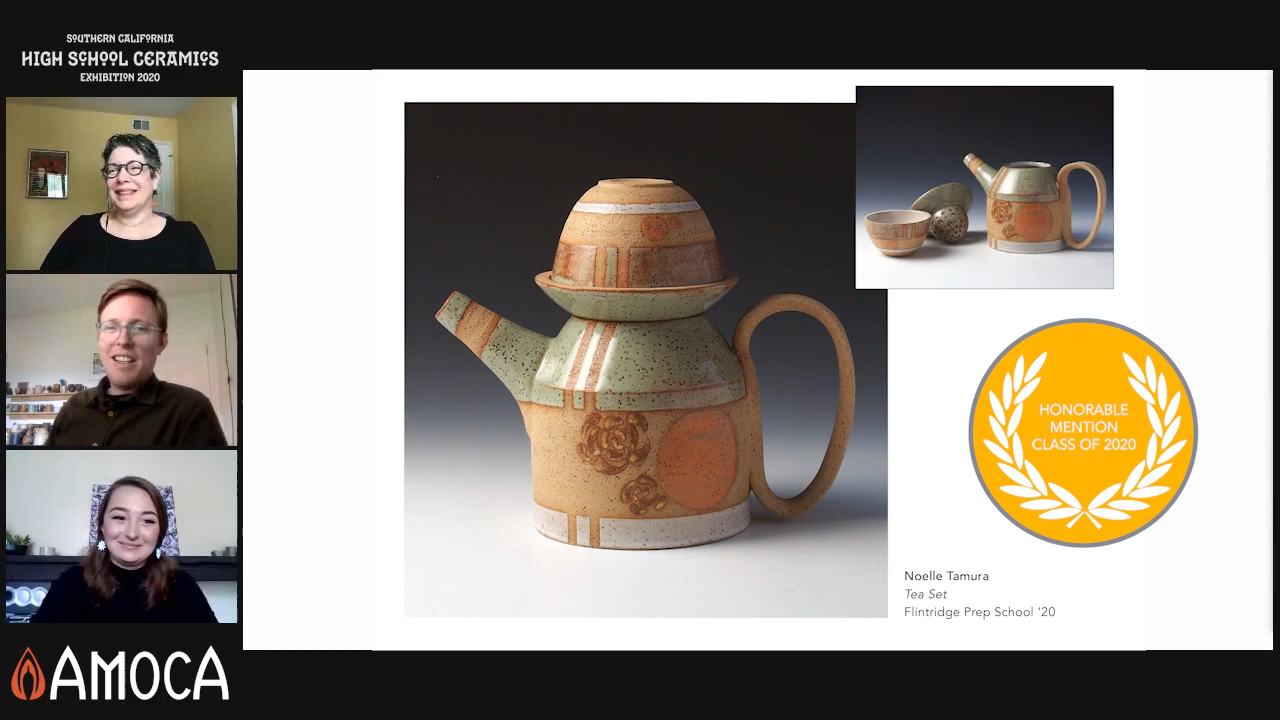 SOUTHERN CALIFORNIA
HIGH SCHOOL CERAMICS
EXHIBITION 2020
AMOCA
HONORABLE
MENTION
CLASS OF 2020
Noelle Tamura
Tea Set
Flintridge Prep School '20